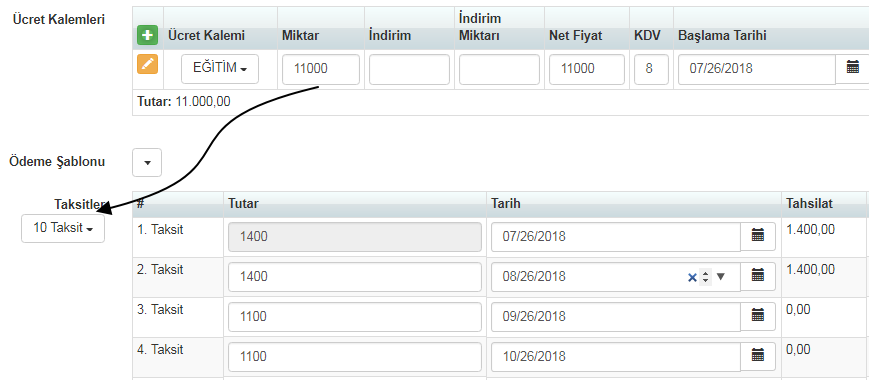 Ücret Kalemleri
Ücret Kalemi Miktar İndirim İndirim Miktarı Net Fiyat KDV Başlama Tarihi
EĞİTİM 11000 11000 8 07/26/2018
Tutar: 11.000,00
Ödeme Şablonu
Taksitler
10 Taksit
# Tutar Tarih Tahsilat
1. Taksit 1400 07/26/2018 1.400,00
2. Taksit 1400 08/26/2018 1.400,00
3. Taksit 1100 09/26/2018 0,00
4. Taksit 1100 10/26/2018 0,00